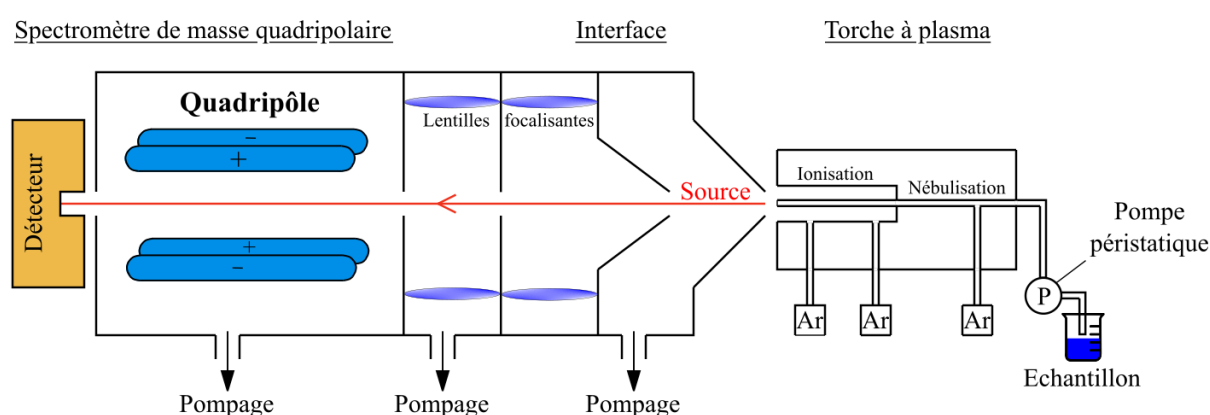 Spectromètre de masse quadripolaire
Interface
Torche à plasma
Quadripôle
Lentilles
focalisantes
Ionisation
Nébulisation
Source
Détecteur
Pompe
péristatique
P
Ar
Ar
Ar
Echantillon
Pompage
Pompage
Pompage
−
+
+
−